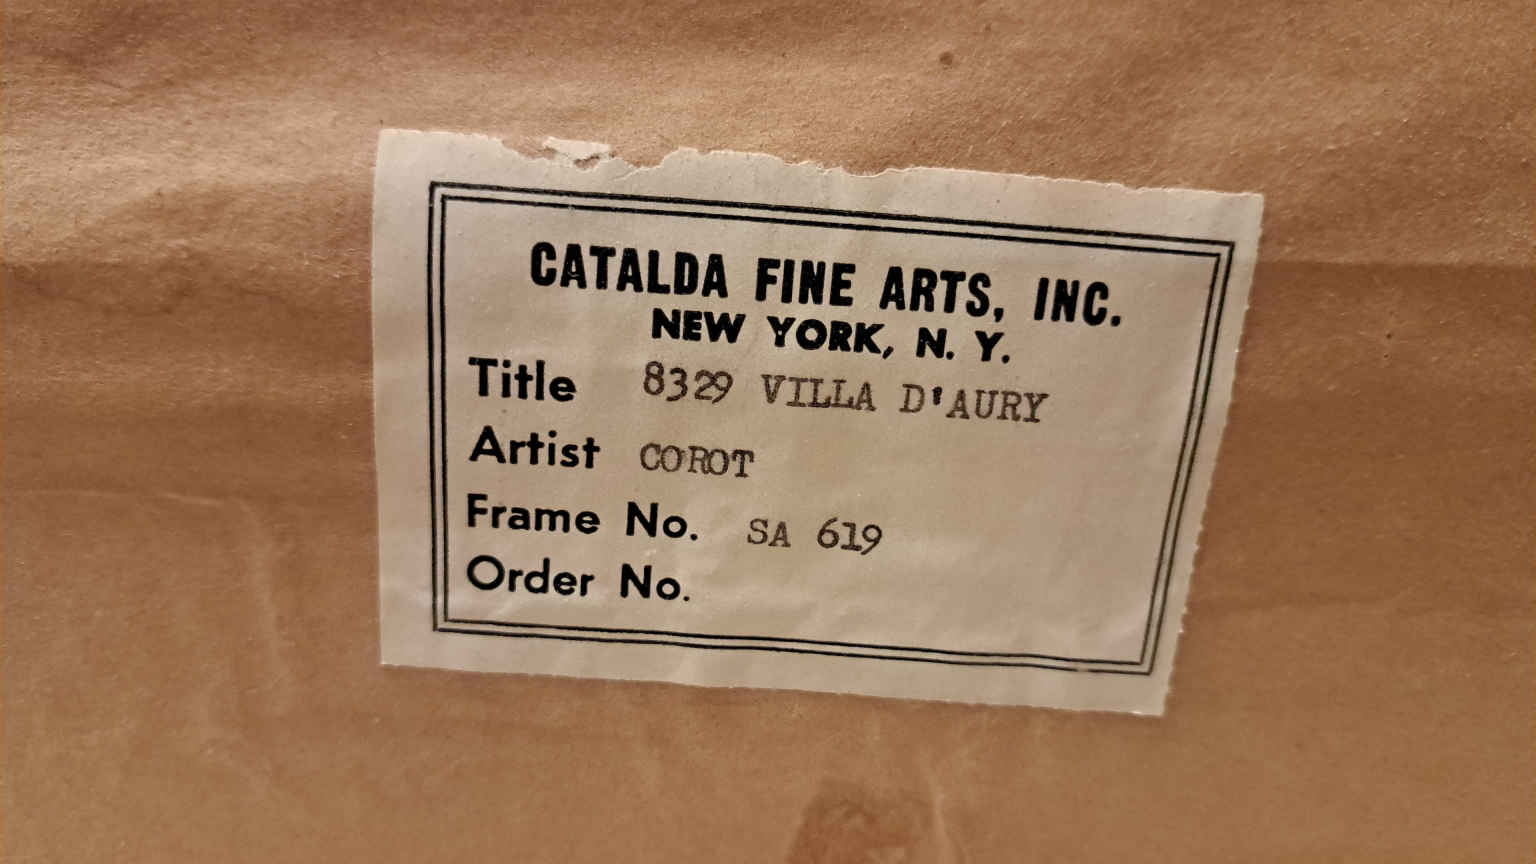 CATALDA FINE ARTS, INC.
NEW YORK, N. Y.
Title 8329 VILLA D'AURY
Artist COROT
Frame No. SA 619
Order No.